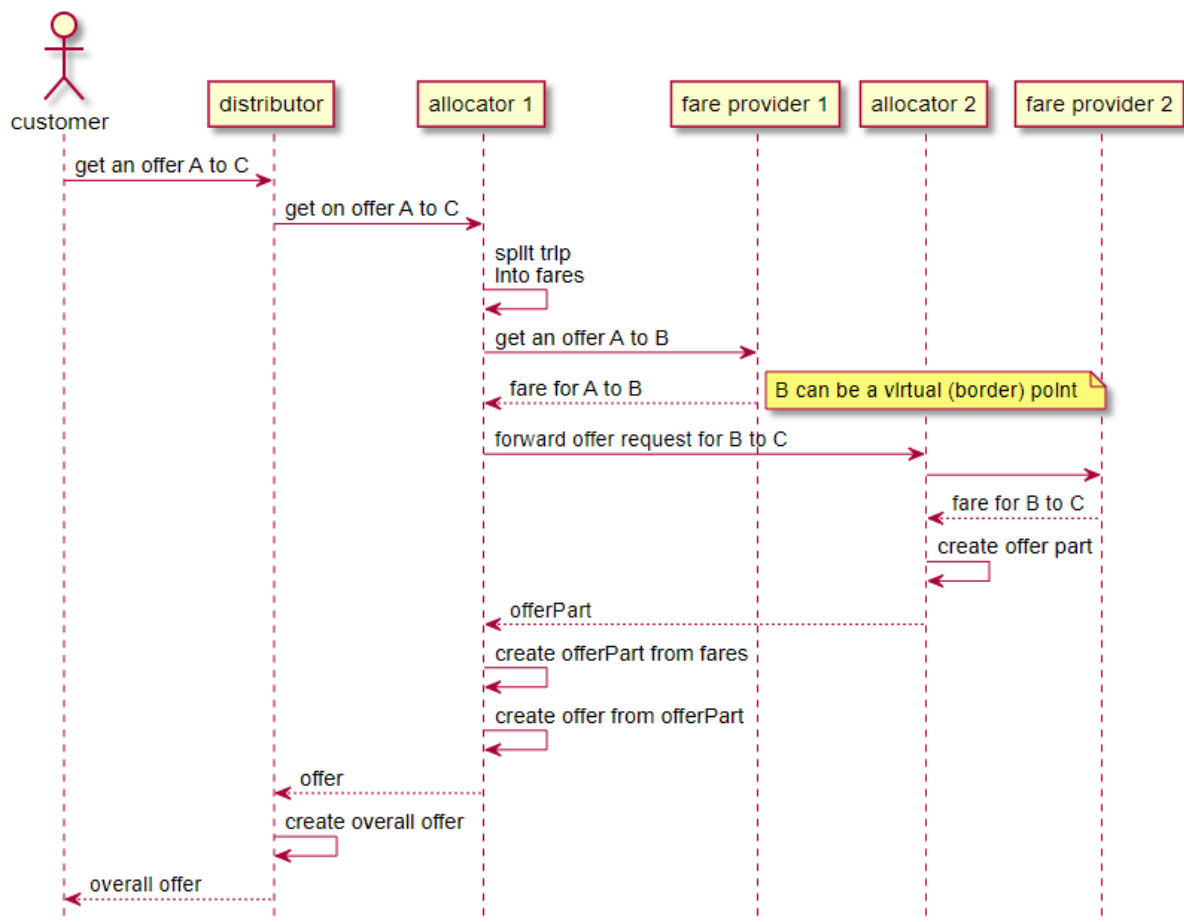 customer
distributor
allocator 1
fare provider 1
allocator 2
fare provider 2
get an offer A to C
get on offer A to C
split trip
into fares
get an offer A to B
fare for A to B
B can be a virtual (border) point
forward offer request for B to C
fare for B to C
create offer part
offerPart
create offerPart from fares
create offer from offerPart
offer
create overall offer
overall offer